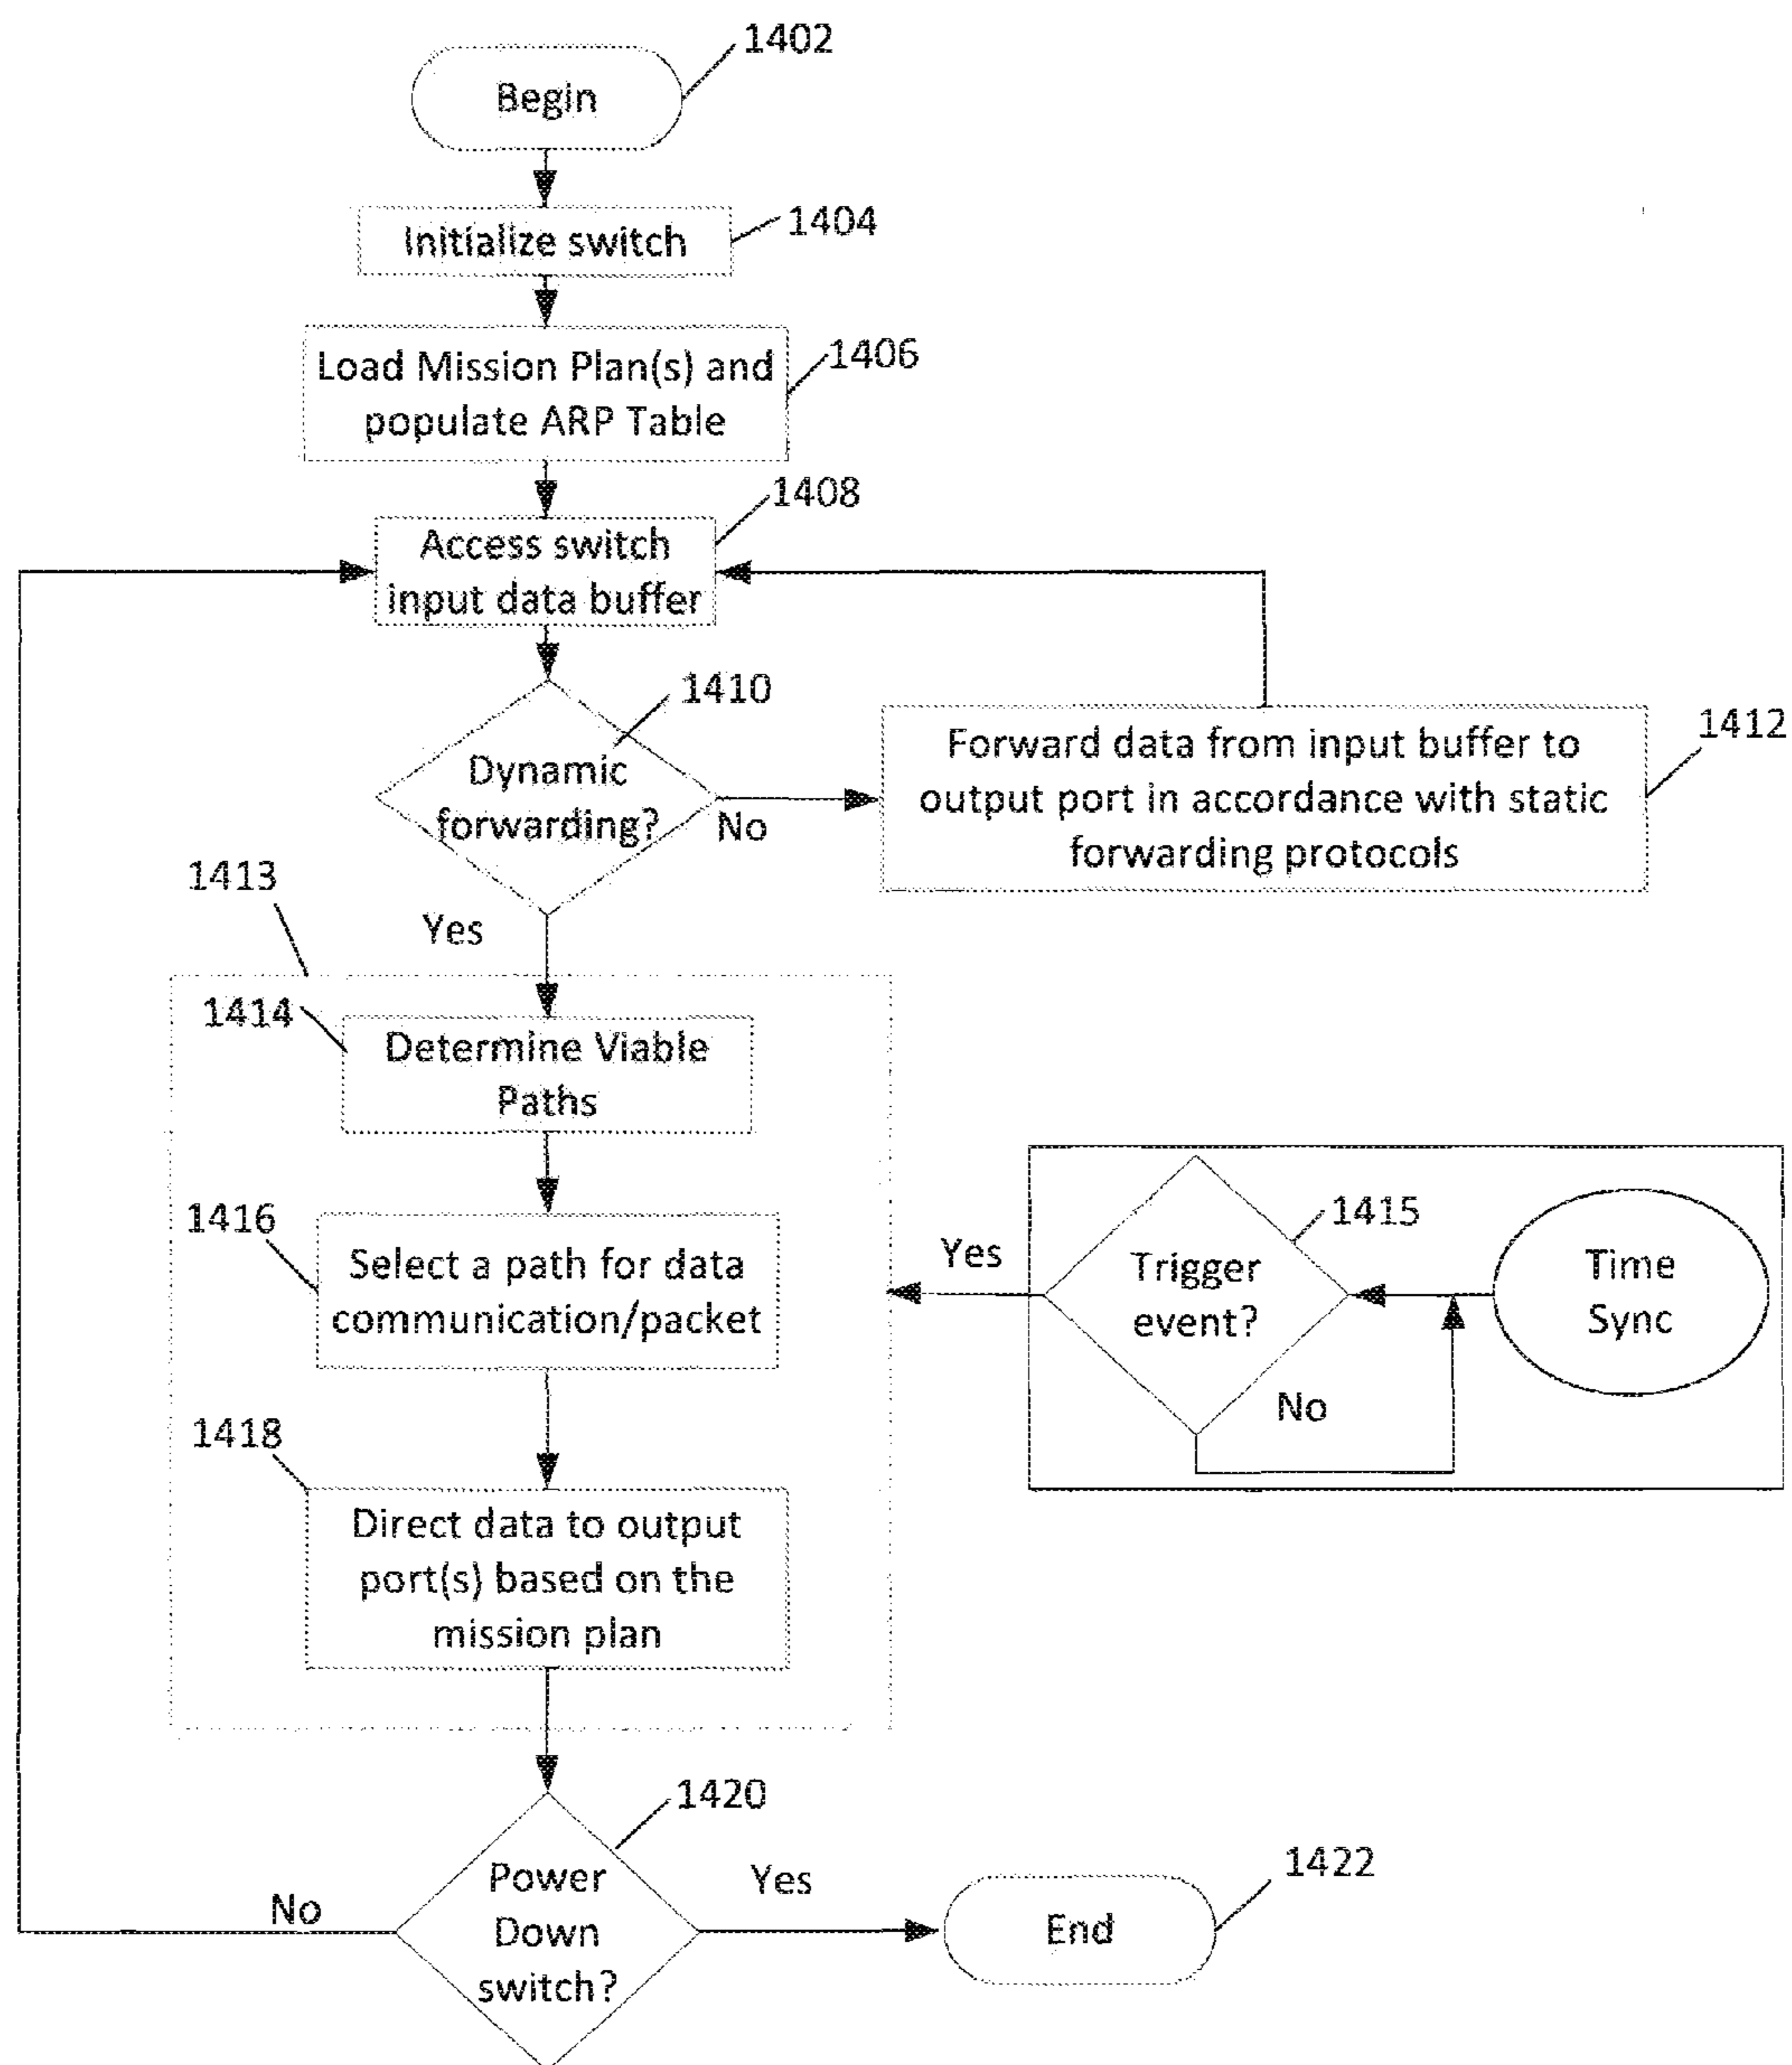 1402
Begin
1404
Initialize switch
1406
Load Mission Plan(s) and
populate ARP Table
1408
Access switch
input data buffer
1410
Dynamic
forwarding?
No
1412
Forward data from input buffer to
output port in accordance with static
forwarding protocols
1413
Yes
1414
Determine Viable
Paths
1416
Select a path for data
communication/packet
Yes
1415
Trigger
event?
No
Time
Sync
1418
Direct data to output
port(s) based on the
mission plan
1420
Power
Down
switch?
No
Yes
1422
End